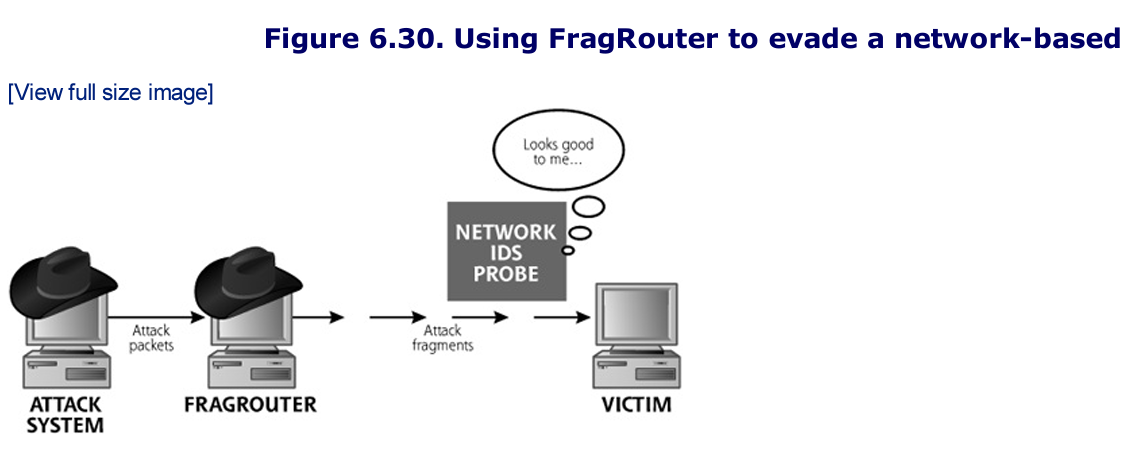 Figure 6.30. Using FragRouter to evade a network-based
[View full size image]
Looks good
to me...
NETWORK
IDS
PROBE
Attack
packets
Attack
fragments
ATTACK
SYSTEM
FRAGROUTER
VICTIM